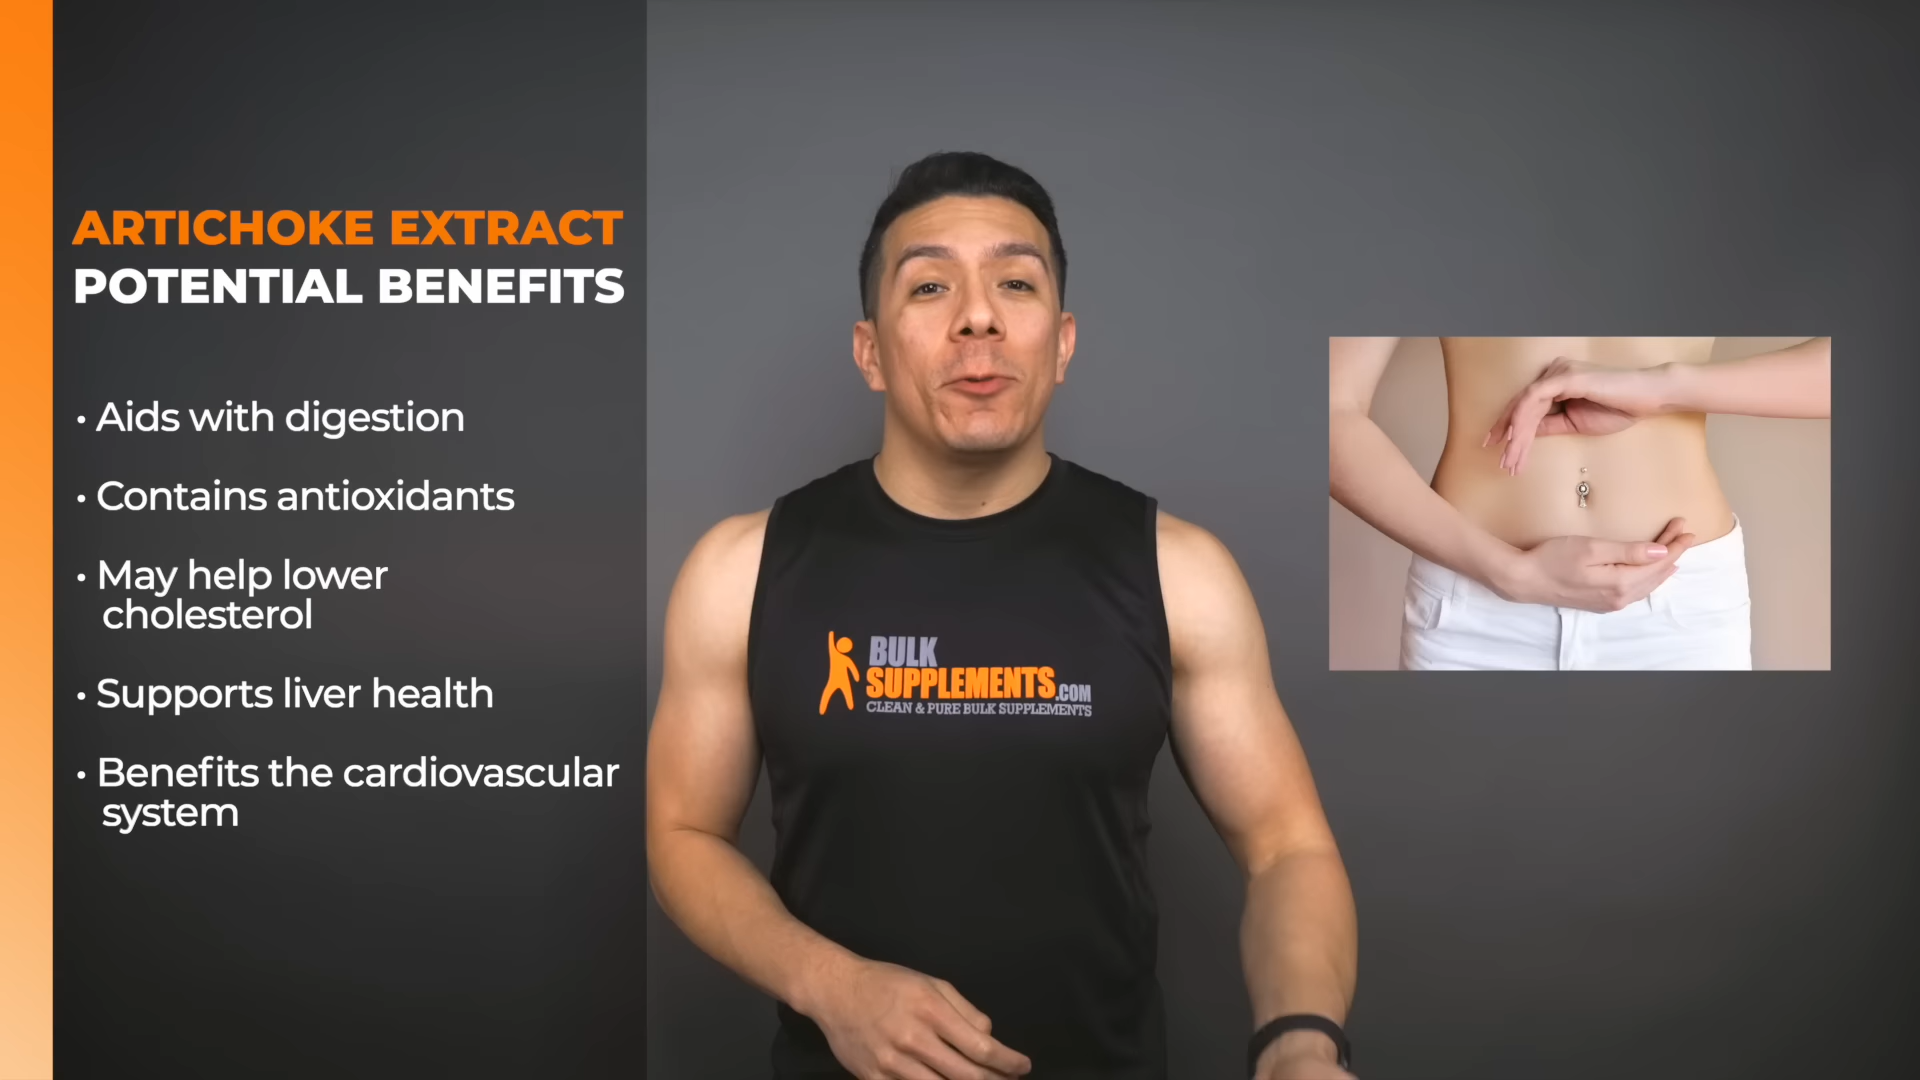 ARTICHOKE EXTRACT
POTENTIAL BENEFITS
• Aids with digestion
• Contains antioxidants
• May help lower
cholesterol
• Supports liver health
• Benefits the cardiovascular
system
BULK
SUPPLEMENTS.COM
CLEAN & PURE BULK SUPPLEMENTS